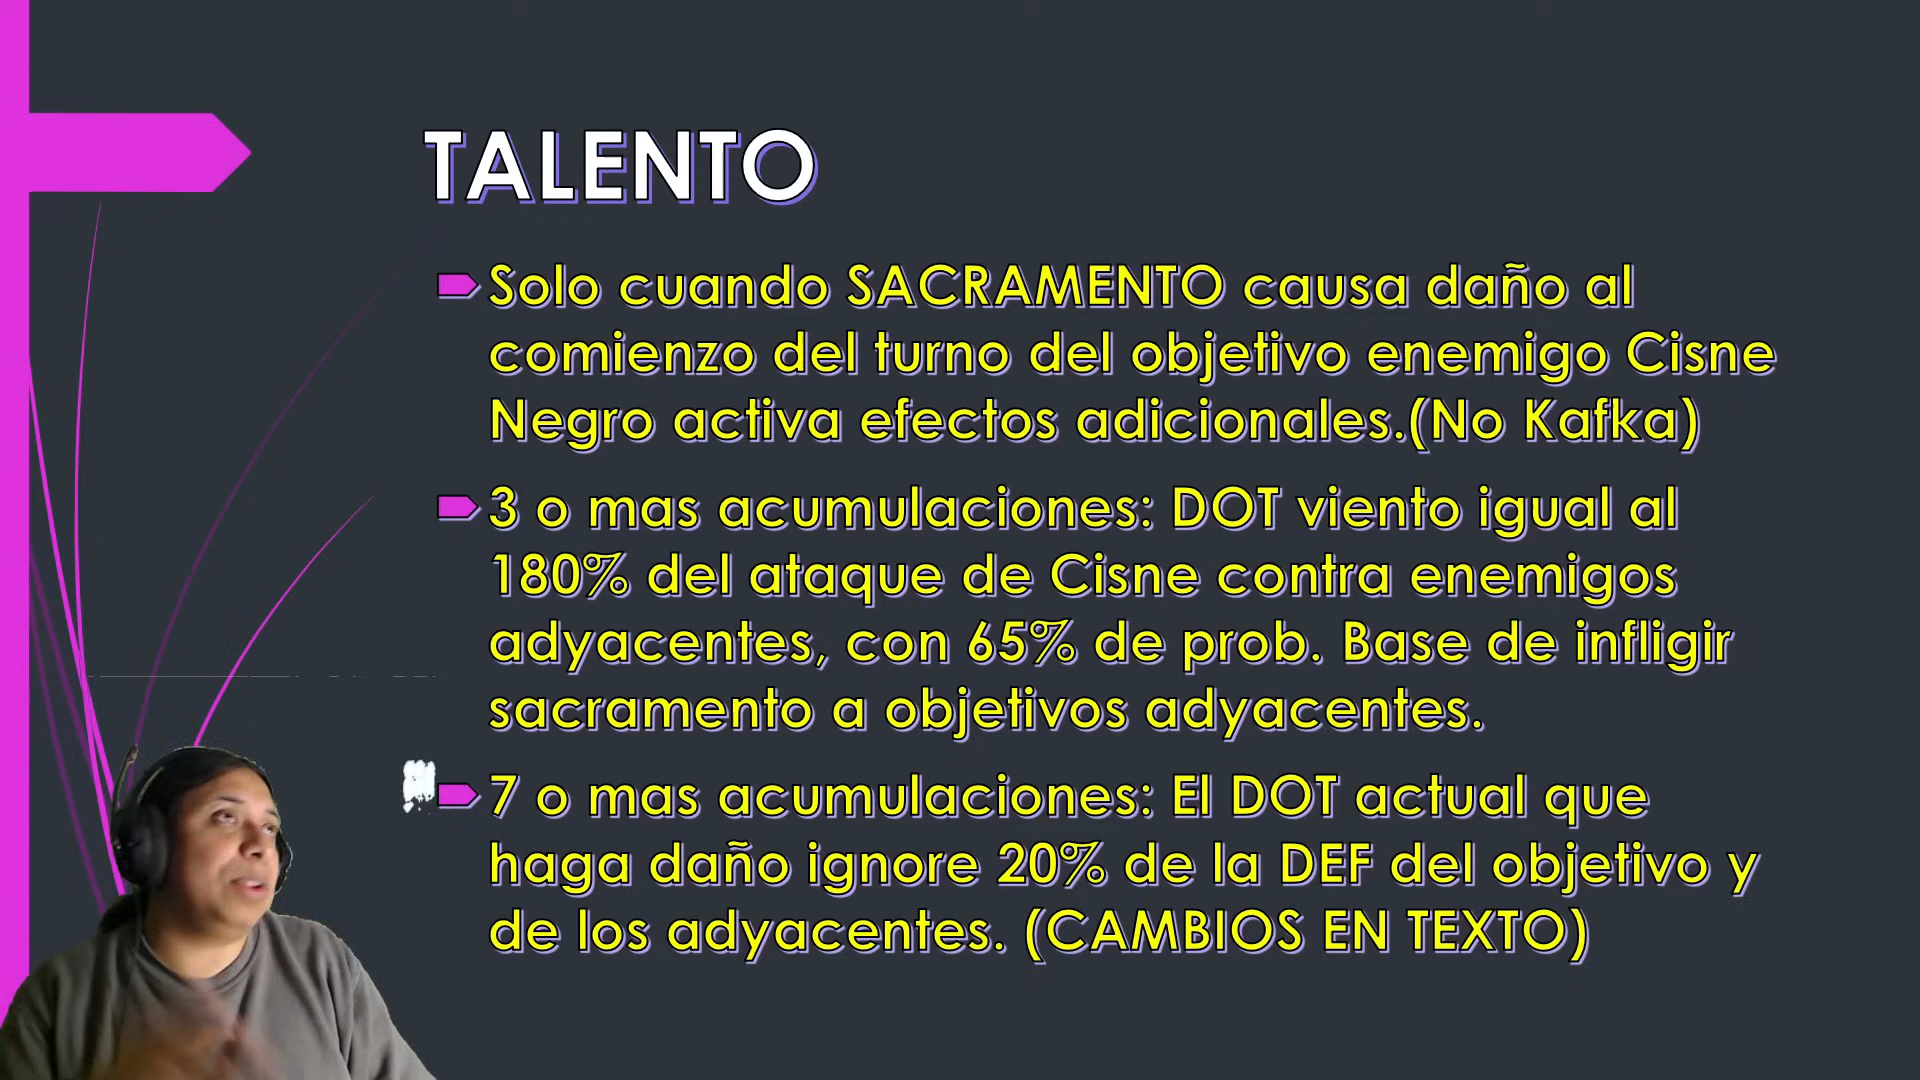 TALENTO
Solo cuando SACRAMENTO causa daño al
comienzo del turno del objetivo enemigo Cisne
Negro activa efectos adicionales.(No Kafka)
3 o mas acumulaciones: DOT viento igual al
180% del ataque de Cisne contra enemigos
adyacentes, con 65% de prob. Base de infligir
sacramento a objetivos adyacentes.
7 o mas acumulaciones: El DOT actual que
haga daño ignore 20% de la DEF del objetivo y
de los adyacentes. (CAMBIOS EN TEXTO)